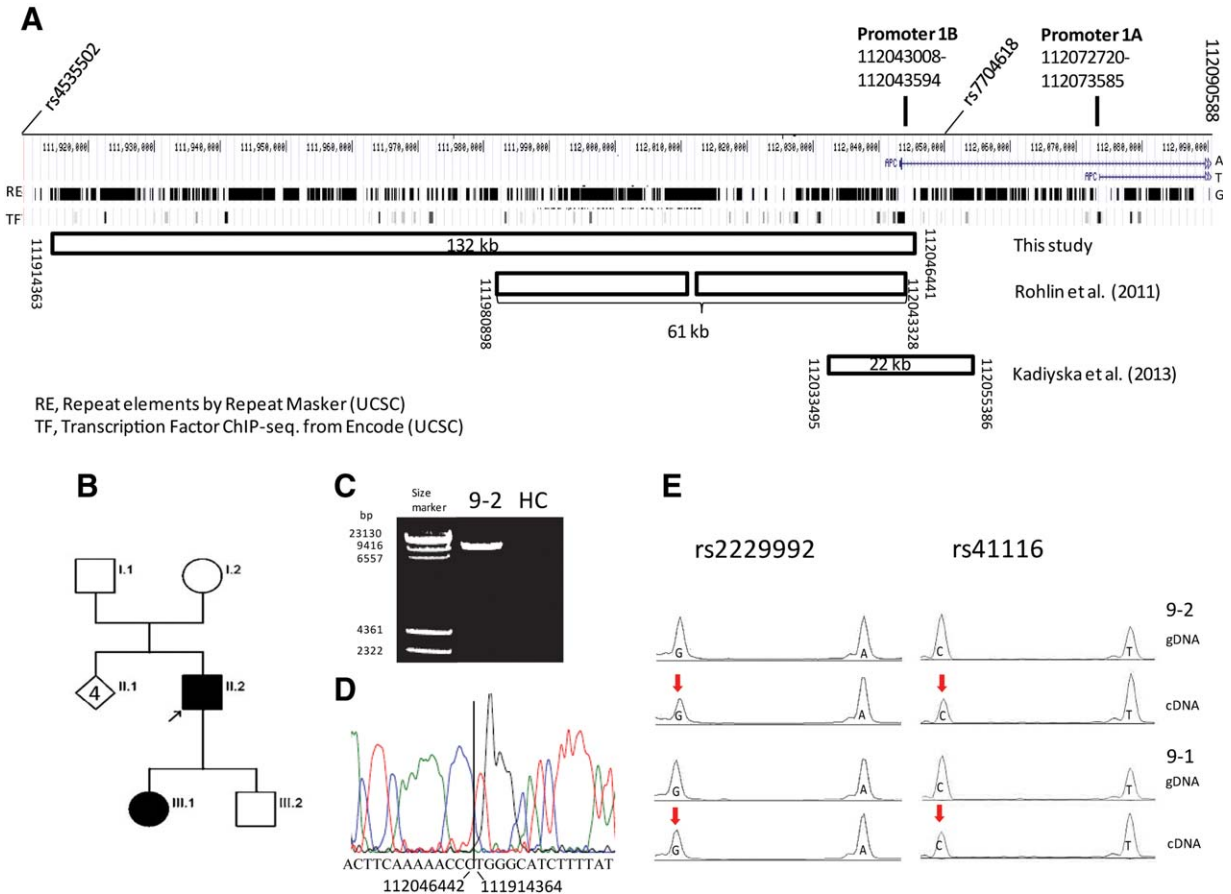 A
rs4535502
Promoter 1B
112043008-
112043594
rs7704618
Promoter 1A
112072720-
112073585
112090588
111,920,000 111,930,000 111,940,000 111,950,000 111,960,000 111,970,000 111,980,000 111,990,000 112,000,000 112,010,000 112,020,000 112,030,000 112,040,000 112,050,000 112,060,000 112,070,000 112,080,000 112,090,000
APC A
APC T
RE G
TF
132 kb
111914363
112046441
This study
111980898
112043328
61 kb
Rohlin et al. (2011)
22 kb
112033495
112055386
Kadiyska et al. (2013)
RE, Repeat elements by Repeat Masker (UCSC)
TF, Transcription Factor ChIP-seq. from Encode (UCSC)
B
I.1 I.2
4 II.1 II.2
III.1 III.2
C
Size
marker
9-2 HC
bp
23130
9416
6557
4361
2322
D
ACTTCAAAAACCCTGGGCATCTTTTAT
112046442 111914364
E
rs2229992 rs41116
9-2
gDNA
G A C T
cDNA
G A C T
9-1
gDNA
G A C T
cDNA
G A C T